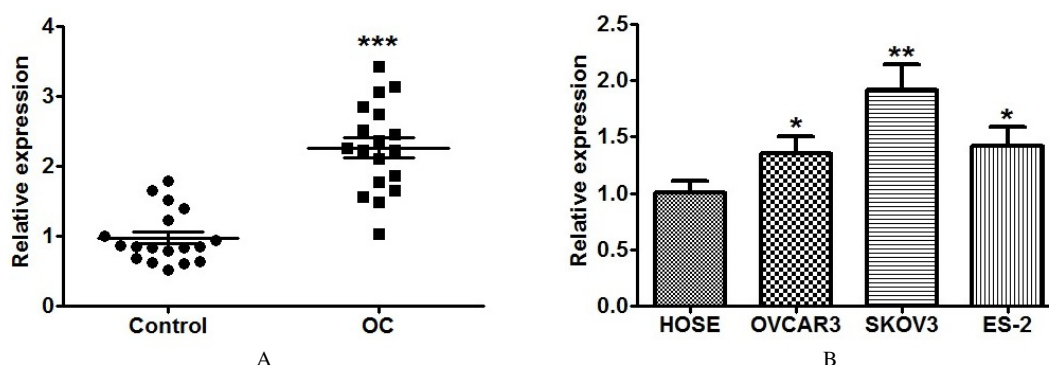 Relative expression
4
3
2
1
0
***
Control OC
A
Relative expression
2.5
2.0
1.5
1.0
0.5
0.0
*
**
*
HOSE OVCAR3 SKOV3 ES-2
B